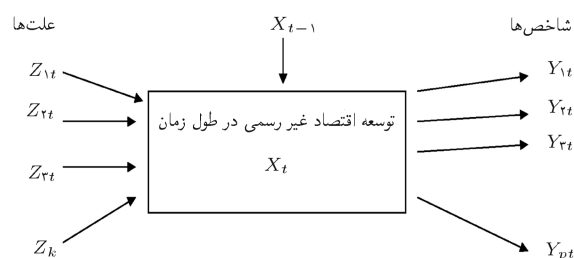 شاخص‌ها X_{t-۱} علت‌ها
Z_{۱t} Y_{۱t}
Z_{۲t} توسعه اقتصاد غیر رسمی در طول زمان Y_{۲t}
Z_{۳t} X_t Y_{۳t}
Z_k Y_{pt}